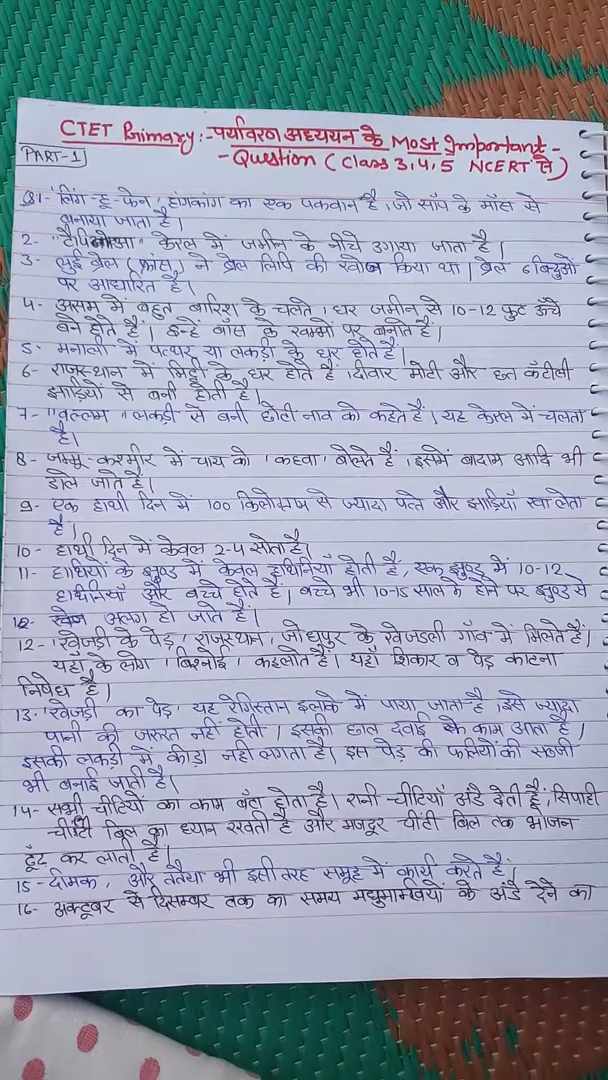 CTET Primary:- पर्यावरण अध्ययन के Most Important -
PART-1
- Question (Class 3,4,5 NCERT से)
Q1- 'लिंग-हू-फेन' हंगकांग का एक पकवान है, जो साँप के माँस से
बनाया जाता है।
2- "टैपिओका" केरल में जमीन के नीचे उगाया जाता है।
3- लुई ब्रेल (फ्रांस) ने ब्रेल लिपि की खोज किया था। ब्रेल 6 बिंदुओं
पर आधारित है।
4- असम में बहुत बारिश के चलते, घर जमीन से 10-12 फुट ऊँचे
बने होते हैं। इन्हें बाँस के खम्भों पर बनाते हैं।
5- मनाली में पत्थर या लकड़ी के घर होते हैं।
6- राजस्थान में मिट्टी के घर होते हैं। दीवार मोटी और छत कँटीली
झाड़ियों से बनी होती है।
7- "वल्लम" लकड़ी से बनी छोटी नाव को कहते हैं। यह केरल में चलता
है।
8- जम्मू-कश्मीर में चाय को 'कहवा' बोलते हैं। इसमें बादाम आदि भी
डाले जाते हैं।
9- एक हाथी दिन में 100 किलोग्राम से ज्यादा पत्ते और झाड़ियाँ खा लेता
है।
10- हाथी दिन में केवल 2-4 सोता है।
11- हाथियों के झुण्ड में केवल हथिनियाँ होती हैं, एक झुण्ड में 10-12
हथिनियाँ और बच्चे होते हैं। बच्चे भी 10-15 साल के होने पर झुण्ड से
अलग हो जाते हैं।
12- 'खेजड़ी के पेड़' राजस्थान, जोधपुर के खेजडली गाँव में मिलते हैं।
यहाँ के लोग 'बिश्नोई' कहलाते हैं। यहाँ शिकार व पेड़ काटना
निषेध है।
13- 'खेजड़ी का पेड़' यह रेगिस्तान इलाके में पाया जाता है। इसे ज्यादा
पानी की जरुरत नहीं होती। इसकी छाल दवाई के काम आता है।
इसकी लकड़ी में कीड़ा नहीं लगता है। इस पेड़ की फलियों की सब्जी
भी बनाई जाती है।
14- सभी चीटियों का काम बँटा होता है। रानी चीटियाँ अंडे देती हैं, सिपाही
चींटी बिल का ध्यान रखती है और मजदूर चींटी बिल तक भोजन
ढूँढ कर लाती है।
15- दीमक, और ततैया भी इसी तरह समूह में कार्य करते हैं।
16- अक्टूबर से दिसम्बर तक का समय मधुमक्खियों के अंडे देने का